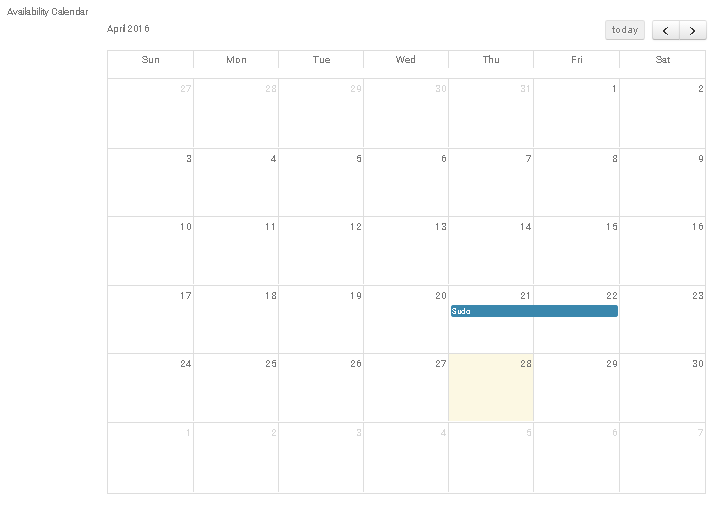 Availability Calendar
April 2016
today
Sun Mon Tue Wed Thu Fri Sat
27 28 29 30 31 1 2
3 4 5 6 7 8 9
10 11 12 13 14 15 16
17 18 19 20 21 22 23
Sudo
24 25 26 27 28 29 30
1 2 3 4 5 6 7